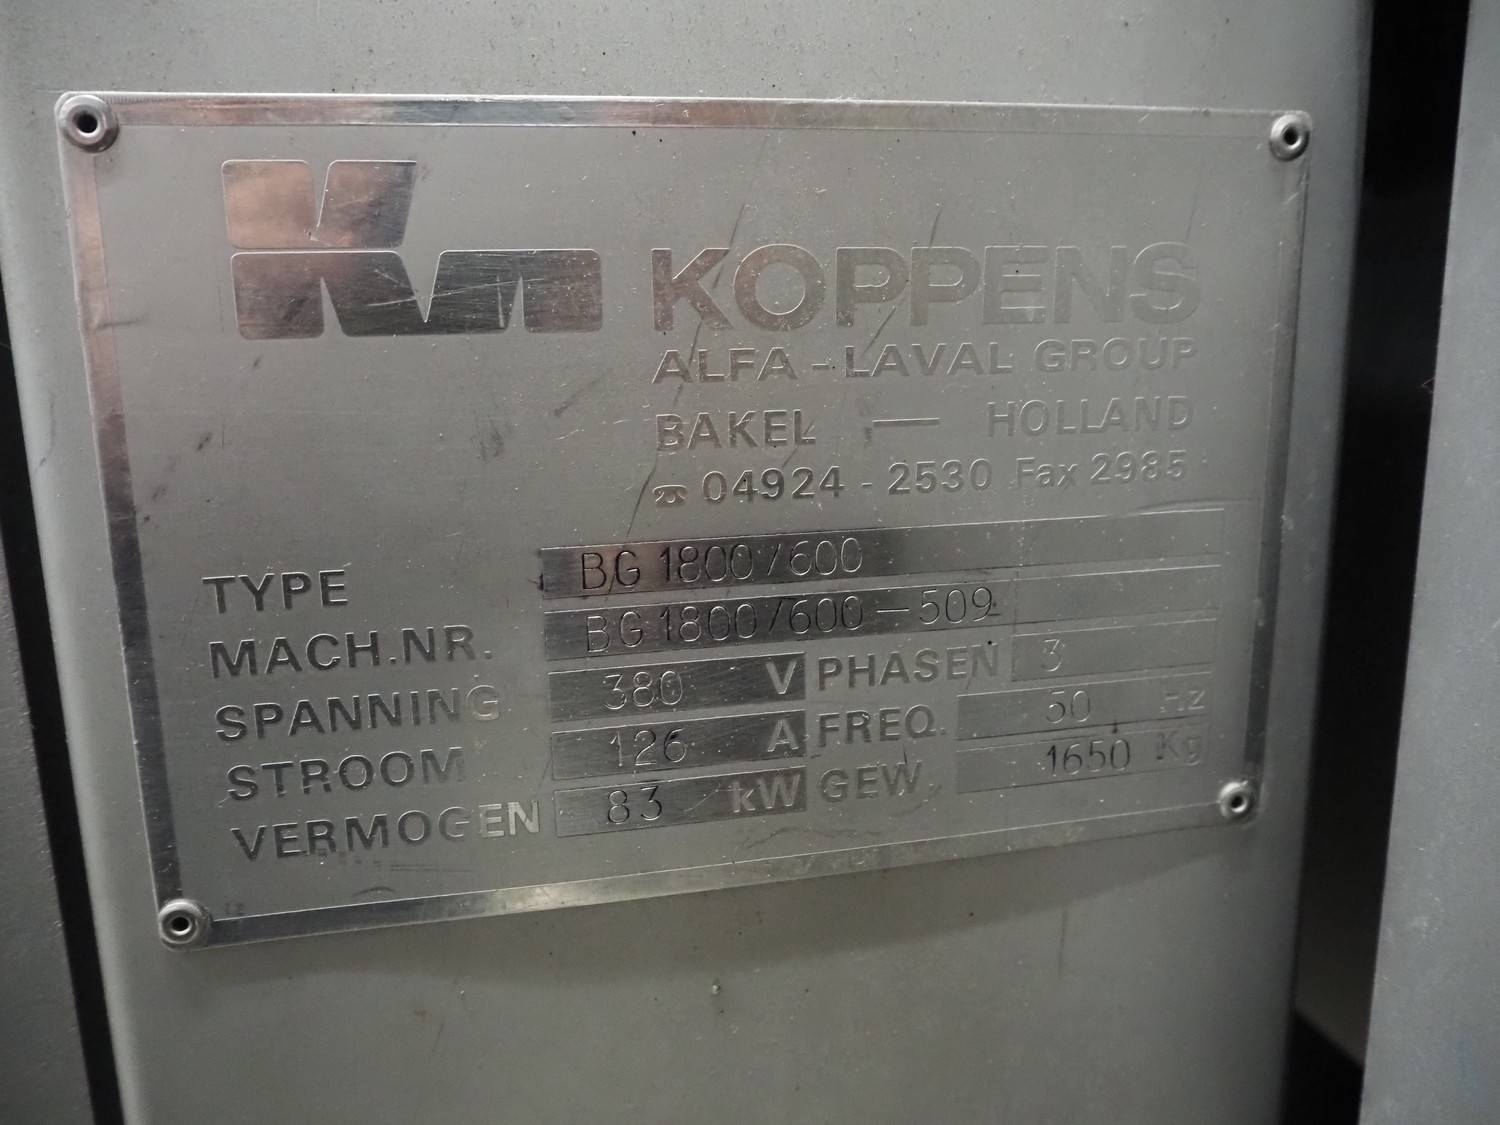 KM
KOPPENS
ALFA - LAVAL GROUP
BAKEL — HOLLAND
☎ 04924 - 2530 Fax 2985
TYPE BG 1800/600
MACH.NR. BG 1800/600-509
SPANNING 380 V PHASEN 3
STROOM 126 A FREQ. 50 Hz
VERMOGEN 83 kW GEW. 1650 Kg